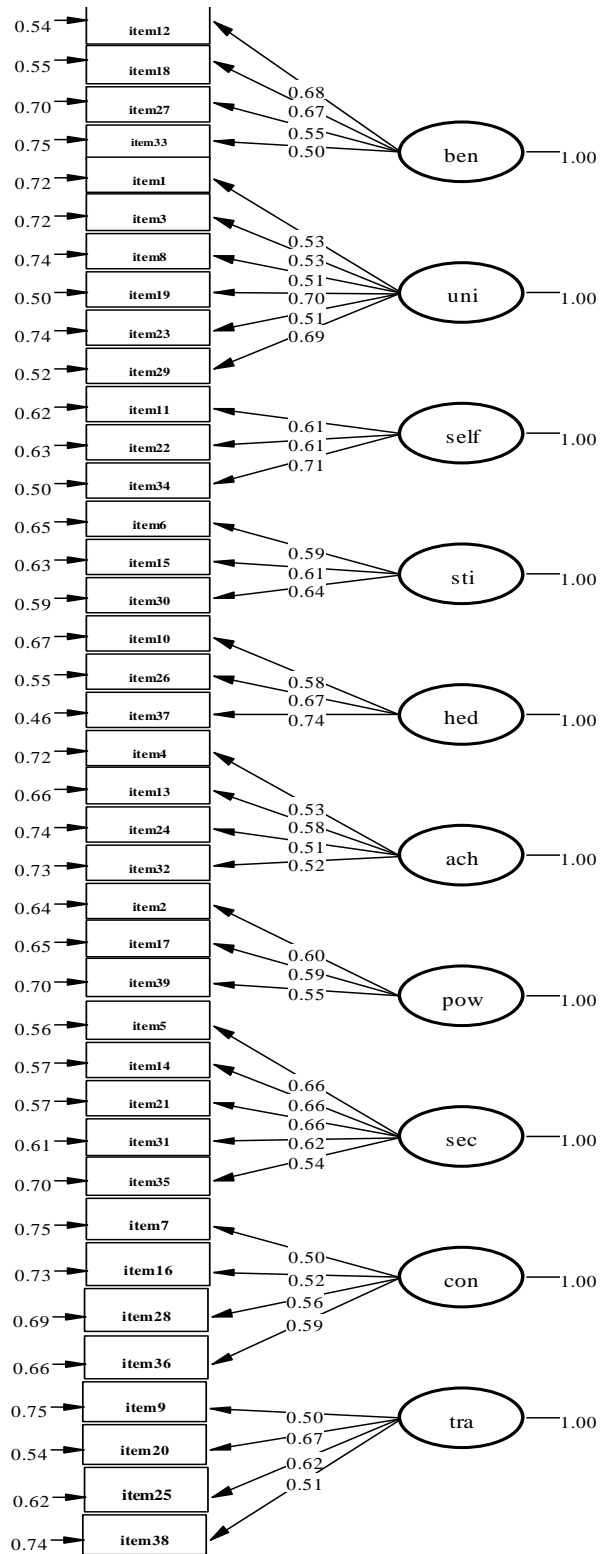 0.54 item12
0.55 item18
0.70 item27
0.75 item33
0.68
0.67
0.55
0.50
ben 1.00
0.72 item1
0.72 item3
0.74 item8
0.50 item19
0.74 item23
0.52 item29
0.53
0.53
0.51
0.70
0.51
0.69
uni 1.00
0.62 item11
0.63 item22
0.50 item34
0.61
0.61
0.71
self 1.00
0.65 item6
0.63 item15
0.59 item30
0.59
0.61
0.64
sti 1.00
0.67 item10
0.55 item26
0.46 item37
0.58
0.67
0.74
hed 1.00
0.72 item4
0.66 item13
0.74 item24
0.73 item32
0.53
0.58
0.51
0.52
ach 1.00
0.64 item2
0.65 item17
0.70 item39
0.60
0.59
0.55
pow 1.00
0.56 item5
0.57 item14
0.57 item21
0.61 item31
0.70 item35
0.66
0.66
0.66
0.62
0.54
sec 1.00
0.75 item7
0.73 item16
0.69 item28
0.66 item36
0.50
0.52
0.56
0.59
con 1.00
0.75 item9
0.54 item20
0.62 item25
0.74 item38
0.50
0.67
0.62
0.51
tra 1.00